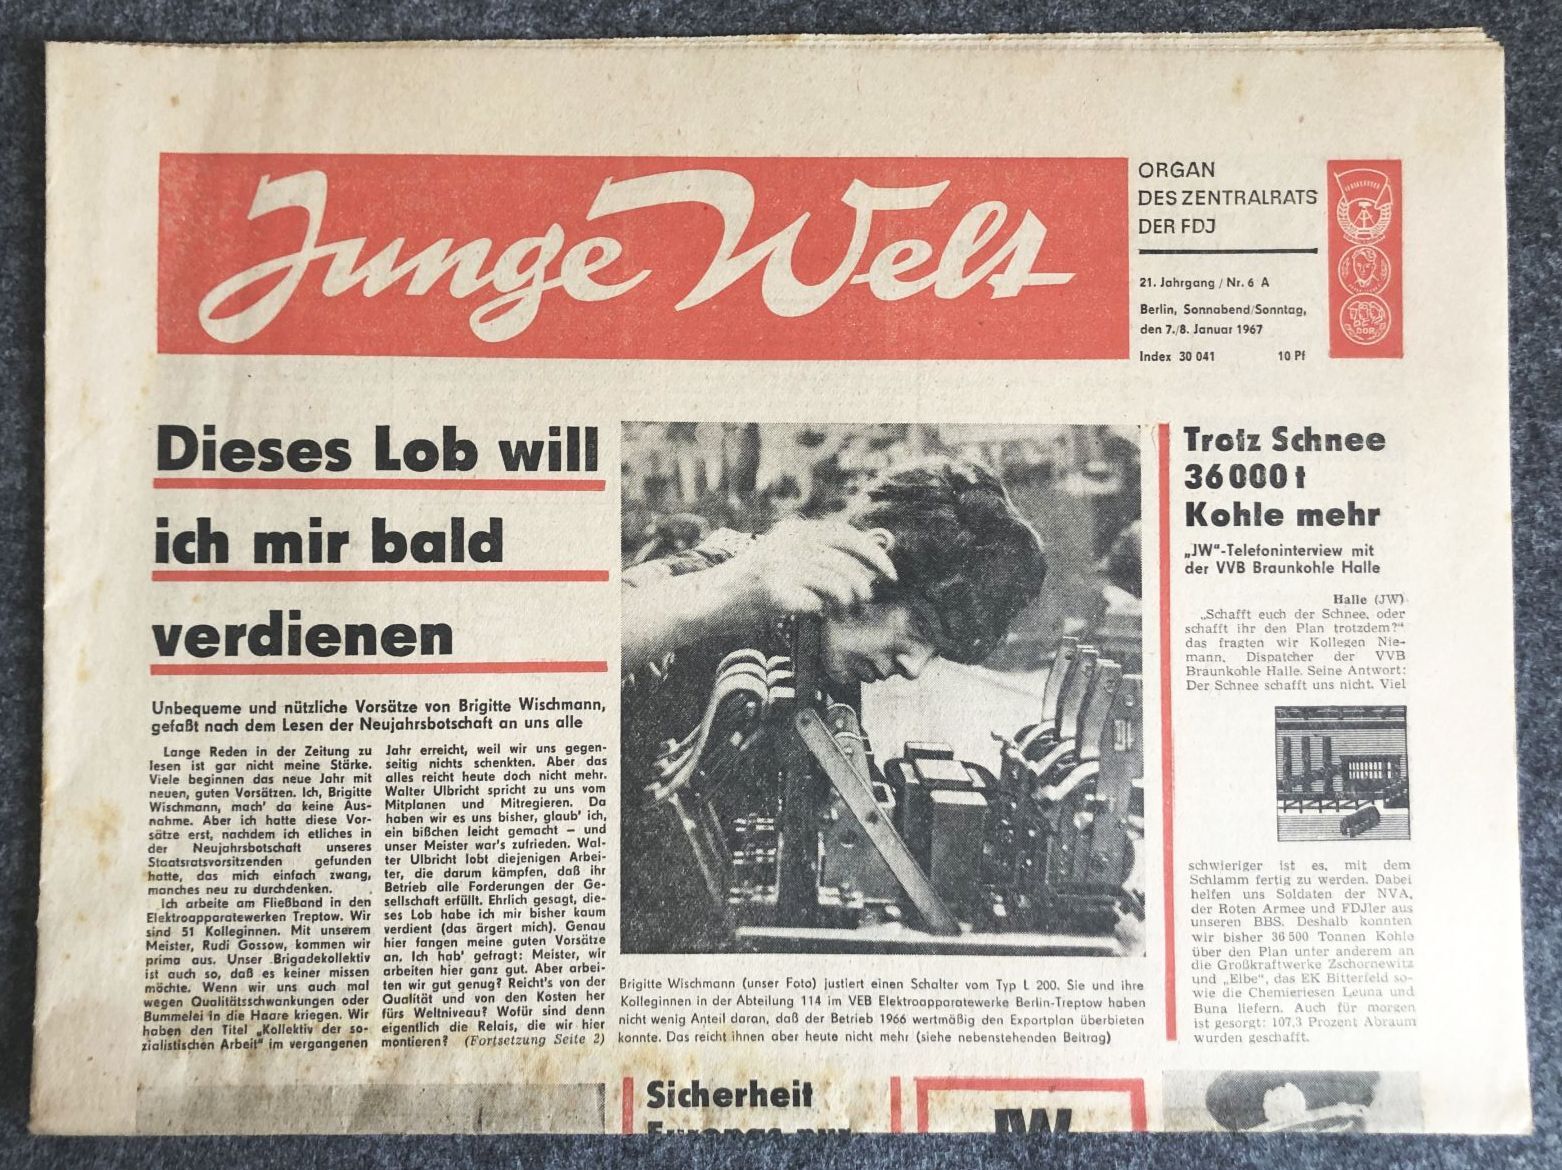 Junge Welt
ORGAN
DES ZENTRALRATS
DER FDJ
21. Jahrgang / Nr. 6 A
Berlin, Sonnabend/Sonntag,
den 7./8. Januar 1967
Index 30 041 10 Pf
Dieses Lob will
ich mir bald
verdienen
Unbequeme und nützliche Vorsätze von Brigitte Wischmann,
gefaßt nach dem Lesen der Neujahrsbotschaft an uns alle
Lange Reden in der Zeitung zu
lesen ist gar nicht meine Stärke.
Viele beginnen das neue Jahr mit
neuen, guten Vorsätzen. Ich, Brigitte
Wischmann, mach' da keine Aus-
nahme. Aber ich hatte diese Vor-
sätze erst, nachdem ich etliches in
der Neujahrsbotschaft unseres
Staatsratsvorsitzenden gefunden
hatte, das mich einfach zwang,
manches neu zu durchdenken.
Ich arbeite am Fließband in den
Elektroapparatewerken Treptow. Wir
sind 51 Kolleginnen. Mit unserem
Meister, Rudi Gossow, kommen wir
prima aus. Unser Brigadekollektiv
ist auch so, daß es keiner missen
möchte. Wenn wir uns auch mal
wegen Qualitätsschwankungen oder
Bummelei in die Haare kriegen. Wir
haben den Titel „Kollektiv der so-
zialistischen Arbeit" im vergangenen
Jahr erreicht, weil wir uns gegen-
seitig nichts schenkten. Aber das
alles reicht heute doch nicht mehr.
Walter Ulbricht spricht zu uns vom
Mitplanen und Mitregieren. Da
haben wir es uns bisher, glaub' ich,
ein bißchen leicht gemacht – und
unser Meister war's zufrieden. Wal-
ter Ulbricht lobt diejenigen Arbei-
ter, die darum kämpfen, daß ihr
Betrieb alle Forderungen der Ge-
sellschaft erfüllt. Ehrlich gesagt, die-
ses Lob habe ich mir bisher kaum
verdient (das ärgert mich). Genau
hier fangen meine guten Vorsätze
an. Ich hab' gefragt: Meister, wir
arbeiten hier ganz gut. Aber arbei-
ten wir gut genug? Reicht's von der
Qualität und von den Kosten her
fürs Weltniveau? Wofür sind denn
eigentlich die Relais, die wir hier
montieren? (Fortsetzung Seite 2)
Brigitte Wischmann (unser Foto) justiert einen Schalter vom Typ L 200. Sie und ihre
Kolleginnen in der Abteilung 114 im VEB Elektroapparatewerke Berlin-Treptow haben
nicht wenig Anteil daran, daß der Betrieb 1966 wertmäßig den Exportplan überbieten
konnte. Das reicht ihnen aber heute nicht mehr (siehe nebenstehenden Beitrag)
Trotz Schnee
36 000 t
Kohle mehr
„JW"-Telefoninterview mit
der VVB Braunkohle Halle
Halle (JW)
„Schafft euch der Schnee, oder
schafft ihr den Plan trotzdem?"
das fragten wir Kollegen Nie-
mann, Dispatcher der VVB
Braunkohle Halle. Seine Antwort:
Der Schnee schafft uns nicht. Viel
schwieriger ist es, mit dem
Schlamm fertig zu werden. Dabei
helfen uns Soldaten der NVA,
der Roten Armee und FDJler aus
unseren BBS. Deshalb konnten
wir bisher 36 500 Tonnen Kohle
über den Plan unter anderem an
die Großkraftwerke Zschornewitz
und „Elbe", das EK Bitterfeld so-
wie die Chemieriesen Leuna und
Buna liefern. Auch für morgen
ist gesorgt: 107,3 Prozent Abraum
wurden geschafft.
Sicherheit
Europas nur
JW